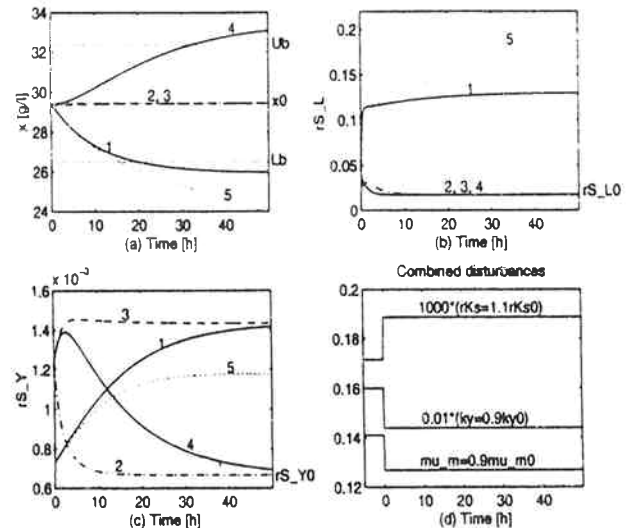 34
32
30
28
26
24
x [g/l]
4
Ub
2, 3
x0
1
Lb
5
0 10 20 30 40
(a) Time [h]
0.2
0.15
0.1
0.05
0
rS_L
5
1
2, 3, 4
rS_L0
0 10 20 30 40
(b) Time [h]
x 10⁻³
1.6
1.4
1.2
1
0.8
0.6
rS_Y
3
1
5
4
2
rS_Y0
0 10 20 30 40
(c) Time [h]
Combined disturbances
0.2
0.18
0.16
0.14
0.12
1000*(rKs=1.1rKs0)
0.01*(ky=0.9ky0)
mu_m=0.9mu_m0
0 10 20 30 40
(d) Time [h]